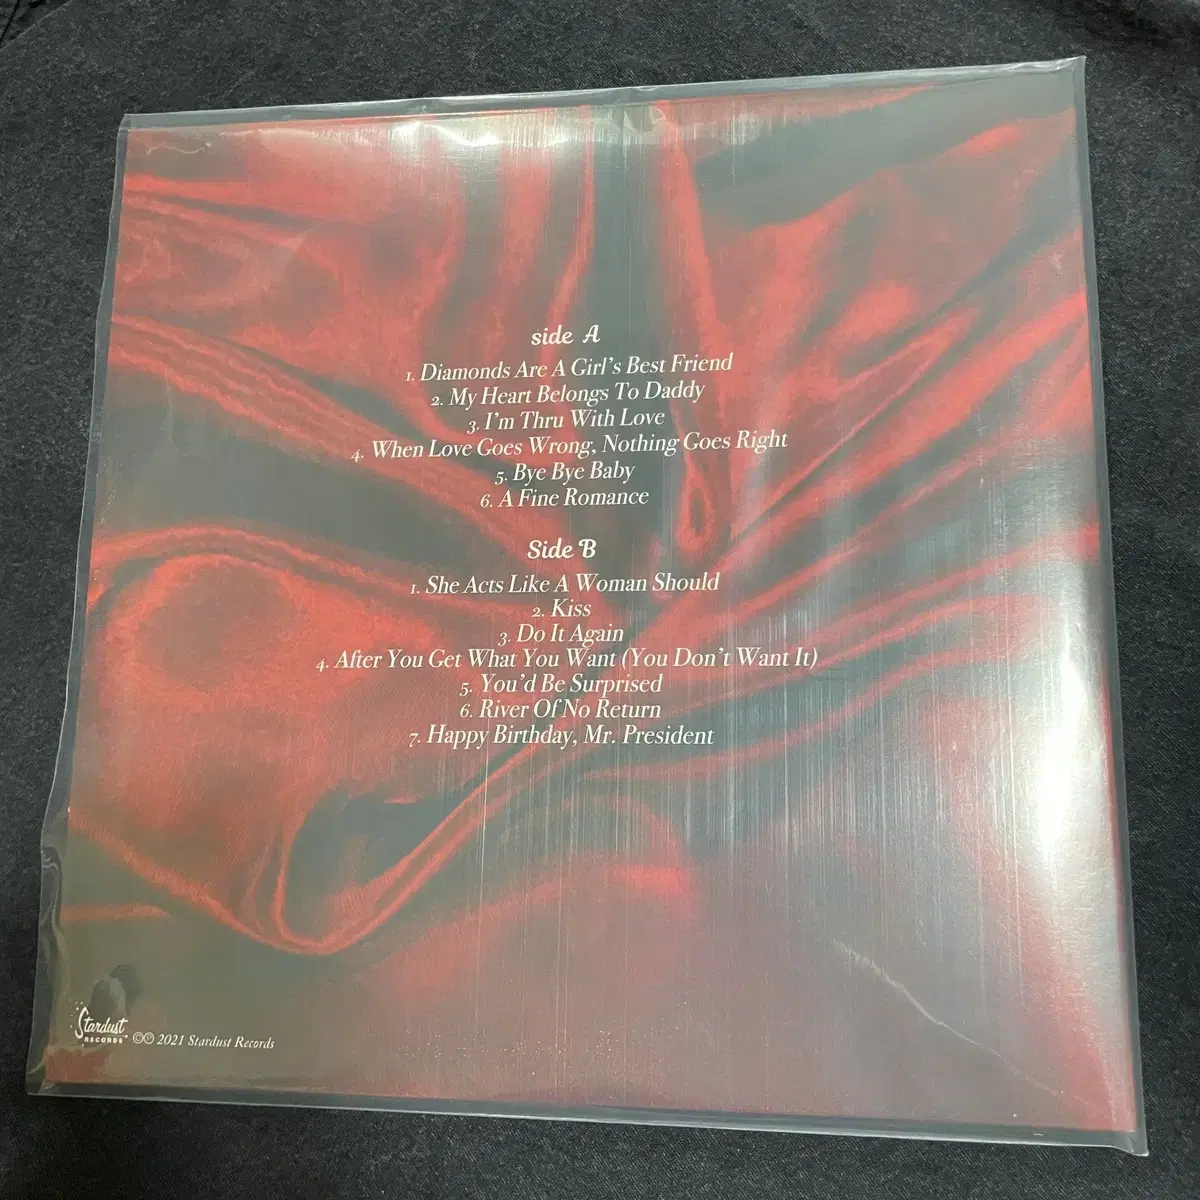 side A
1. Diamonds Are A Girl's Best Friend
2. My Heart Belongs To Daddy
3. I'm Thru With Love
4. When Love Goes Wrong, Nothing Goes Right
5. Bye Bye Baby
6. A Fine Romance
Side B
1. She Acts Like A Woman Should
2. Kiss
3. Do It Again
4. After You Get What You Want (You Don't Want It)
5. You'd Be Surprised
6. River Of No Return
7. Happy Birthday, Mr. President
Stardust
RECORDS
©℗ 2021 Stardust Records